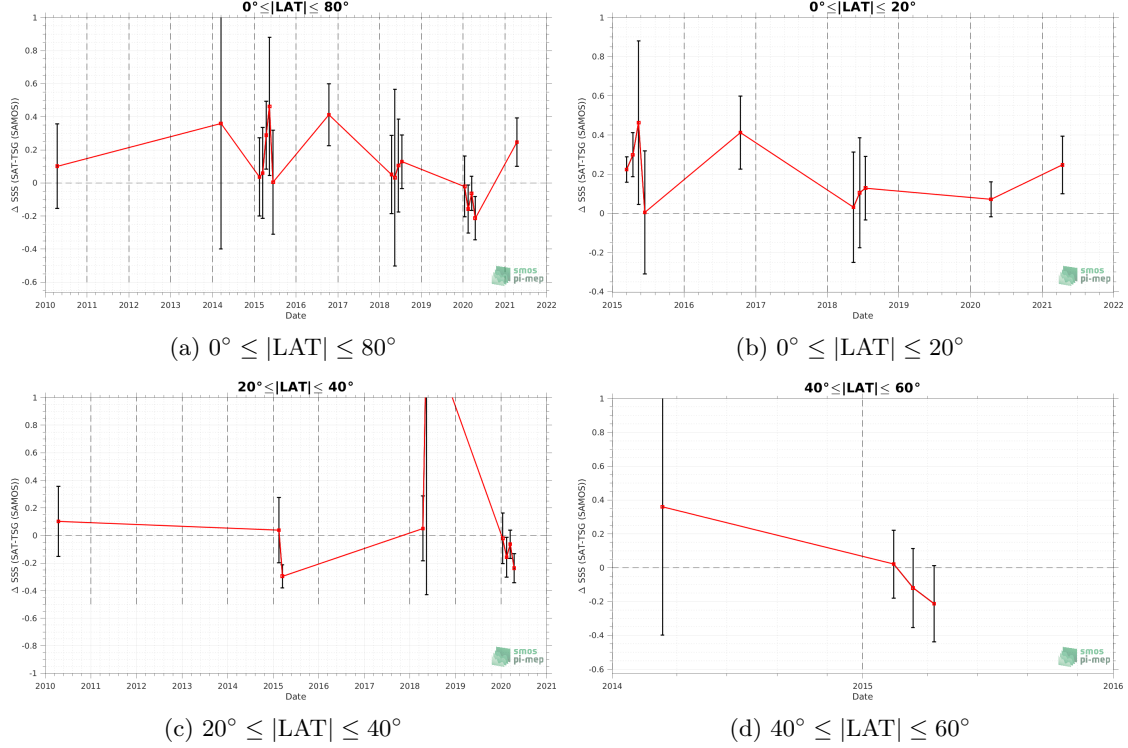 0°≤|LAT|≤ 80°
Δ SSS (SAT-TSG (SAMOS))
1
0.8
0.6
0.4
0.2
0
-0.2
-0.4
-0.6
2010 2011 2012 2013 2014 2015 2016 2017 2018 2019 2020 2021 2022
Date
smos
pi-mep
(a) 0° ≤ |LAT| ≤ 80°
0°≤|LAT|≤ 20°
Δ SSS (SAT-TSG (SAMOS))
1
0.8
0.6
0.4
0.2
0
-0.2
-0.4
2015 2016 2017 2018 2019 2020 2021 2022
Date
smos
pi-mep
(b) 0° ≤ |LAT| ≤ 20°
20°≤|LAT|≤ 40°
Δ SSS (SAT-TSG (SAMOS))
1
0.8
0.6
0.4
0.2
0
-0.2
-0.4
-0.6
-0.8
-1
2010 2011 2012 2013 2014 2015 2016 2017 2018 2019 2020 2021
Date
smos
pi-mep
(c) 20° ≤ |LAT| ≤ 40°
40°≤|LAT|≤ 60°
Δ SSS (SAT-TSG (SAMOS))
1
0.8
0.6
0.4
0.2
0
-0.2
-0.4
-0.6
2014 2015 2016
Date
smos
pi-mep
(d) 40° ≤ |LAT| ≤ 60°